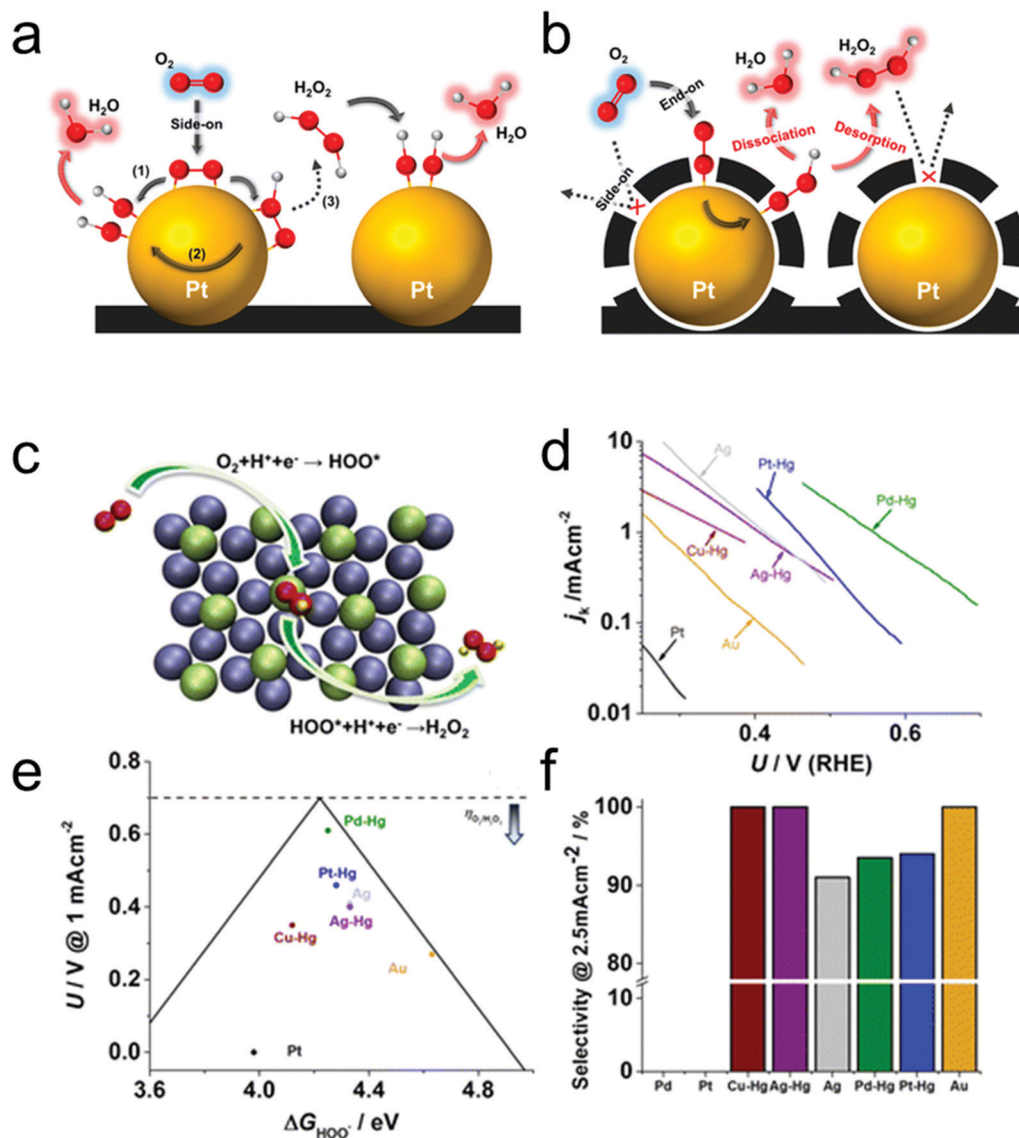 a
O2
H2O
H2O2
H2O
Side-on
(1)
(3)
(2)
Pt
Pt
b
O2
H2O
H2O2
End-on
Dissociation
Desorption
Side-on
Pt
Pt
c
O2+H++e- → HOO*
HOO*+H++e-→H2O2
d
10
1
0.1
0.01
jk /mAcm-2
Ag
Pt-Hg
Pd-Hg
Cu-Hg
Ag-Hg
Au
Pt
0.4
0.6
U / V (RHE)
e
0.8
0.6
0.4
0.2
0.0
U / V @ 1 mAcm-2
ηO2/H2O2
Pd-Hg
Pt-Hg
Ag
Ag-Hg
Cu-Hg
Au
Pt
3.6
4.0
4.4
4.8
ΔGHOO* / eV
f
100
90
80
10
0
Selectivity @ 2.5mAcm-2 / %
Pd
Pt
Cu-Hg
Ag-Hg
Ag
Pd-Hg
Pt-Hg
Au